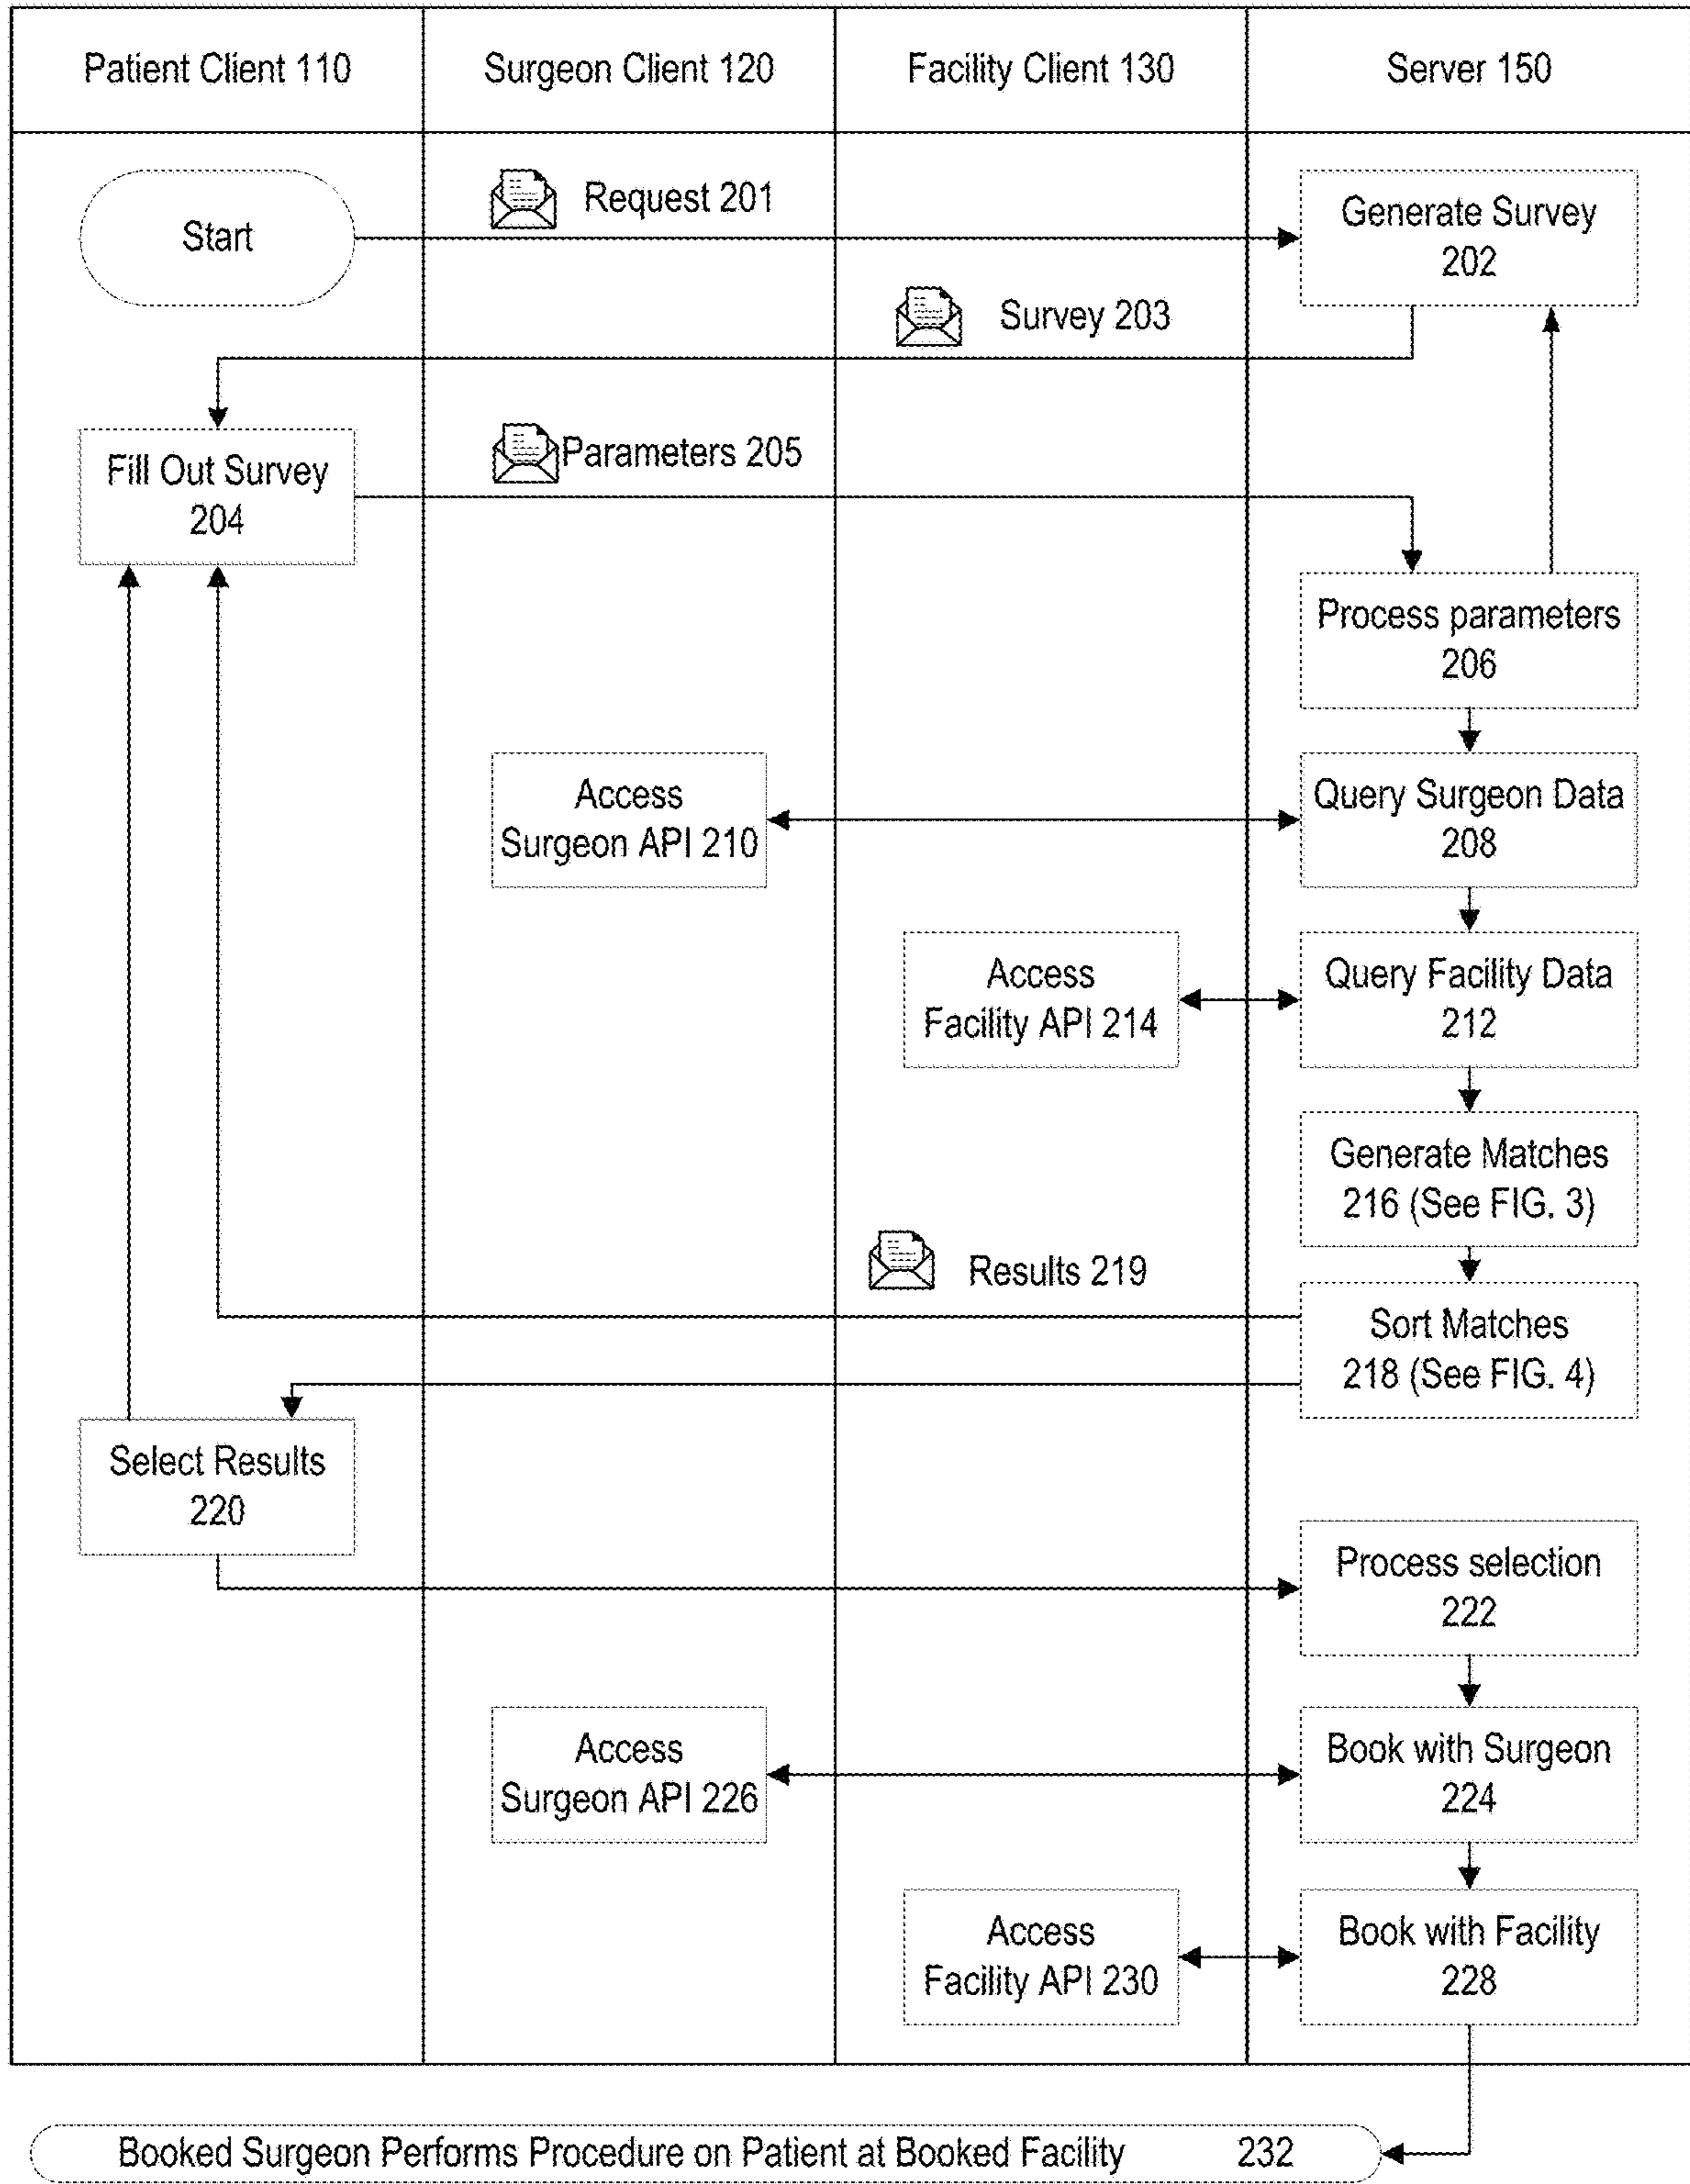 Patient Client 110
Surgeon Client 120
Facility Client 130
Server 150
Start
Request 201
Generate Survey
202
Survey 203
Fill Out Survey
204
Parameters 205
Process parameters
206
Access
Surgeon API 210
Query Surgeon Data
208
Access
Facility API 214
Query Facility Data
212
Generate Matches
216 (See FIG. 3)
Results 219
Sort Matches
218 (See FIG. 4)
Select Results
220
Process selection
222
Access
Surgeon API 226
Book with Surgeon
224
Access
Facility API 230
Book with Facility
228
Booked Surgeon Performs Procedure on Patient at Booked Facility 232